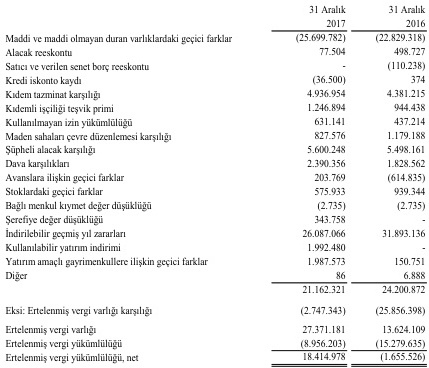 31 Aralık 31 Aralık
2017 2016
Maddi ve maddi olmayan duran varlıklardaki geçici farklar (25.699.782) (22.829.318)
Alacak reeskontu 77.504 498.727
Satıcı ve verilen senet borç reeskontu - (110.238)
Kredi iskonto kaydı (36.500) 374
Kıdem tazminat karşılığı 4.936.954 4.381.215
Kıdemli işçiliği teşvik primi 1.246.894 944.438
Kullanılmayan izin yükümlülüğü 631.141 437.214
Maden sahaları çevre düzenlemesi karşılığı 827.576 1.179.188
Şüpheli alacak karşılığı 5.600.248 5.498.161
Dava karşılıkları 2.390.356 1.828.562
Avanslara ilişkin geçici farklar 203.769 (614.835)
Stoklardaki geçici farklar 575.933 939.344
Bağlı menkul kıymet değer düşüklüğü (2.735) (2.735)
Şerefiye değer düşüklüğü 343.758 -
İndirilebilir geçmiş yıl zararları 26.087.066 31.893.136
Kullanılabilir yatırım indirimi 1.992.480 -
Yatırım amaçlı gayrimenkullere ilişkin geçici farklar 1.987.573 150.751
Diğer 86 6.888
21.162.321 24.200.872
Eksi: Ertelenmiş vergi varlığı karşılığı (2.747.343) (25.856.398)
Ertelenmiş vergi varlığı 27.371.181 13.624.109
Ertelenmiş vergi yükümlülüğü (8.956.203) (15.279.635)
Ertelenmiş vergi yükümlülüğü, net 18.414.978 (1.655.526)